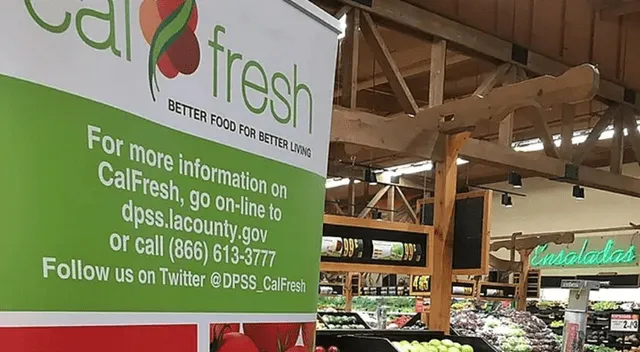 Cal fresh
BETTER FOOD FOR BETTER LIVING
For more information on
CalFresh, go on-line to
dpss.lacounty.gov
or call (866) 613-3777
Follow us on Twitter @DPSS_CalFresh
Ensaladas